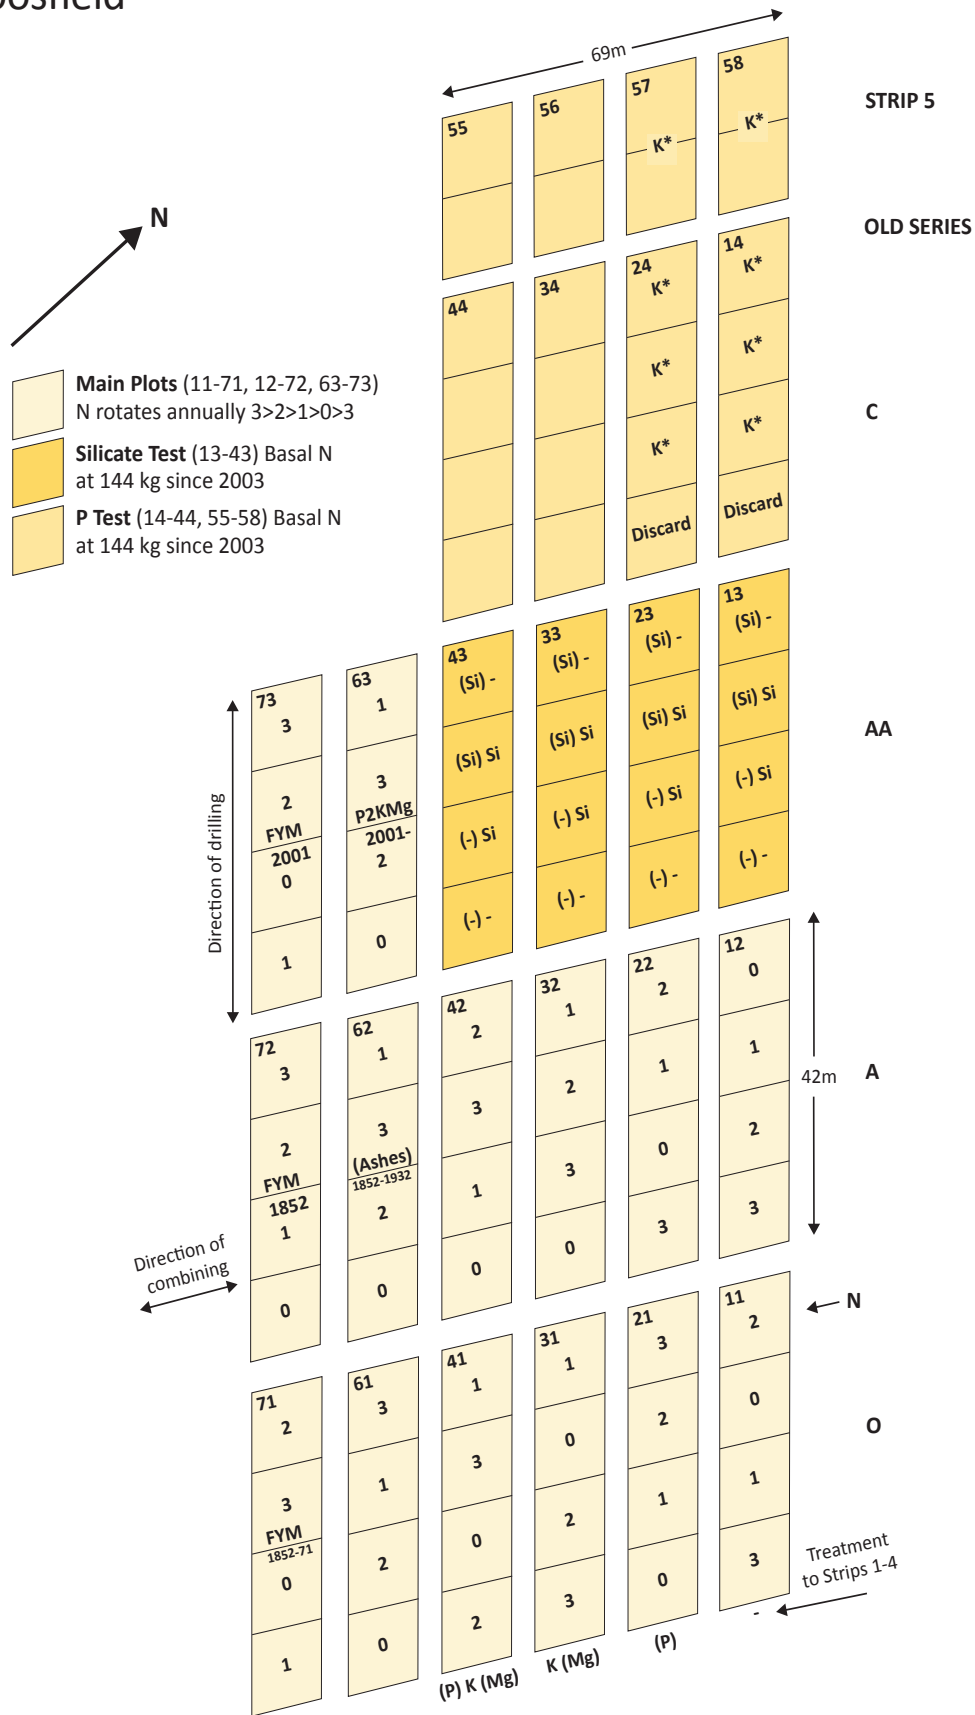 69m
58
57
56
55
K*
K*
STRIP 5
N
OLD SERIES
14
K*
24
K*
34
44
K*
K*
K*
K*
Discard
Discard
C
Main Plots (11-71, 12-72, 63-73)
N rotates annually 3>2>1>0>3
Silicate Test (13-43) Basal N
at 144 kg since 2003
P Test (14-44, 55-58) Basal N
at 144 kg since 2003
73
3
2
FYM
2001
0
1
63
1
3
P2KMg
2001-
2
0
43
(Si) -
(Si) Si
(-) Si
(-) -
33
(Si) -
(Si) Si
(-) Si
(-) -
23
(Si) -
(Si) Si
(-) Si
(-) -
13
(Si) -
(Si) Si
(-) Si
(-) -
AA
Direction of drilling
72
3
2
FYM
1852
1
0
62
1
3
(Ashes)
1852-1932
2
0
42
2
3
1
0
32
1
2
3
0
22
2
1
0
3
12
0
1
2
3
42m
A
Direction of
combining
71
2
3
FYM
1852-71
0
1
61
3
1
2
0
41
1
3
0
2
31
1
0
2
3
21
3
2
1
0
11
2
0
1
3
N
O
Treatment
to Strips 1-4
(P) K (Mg)
K (Mg)
(P)
-